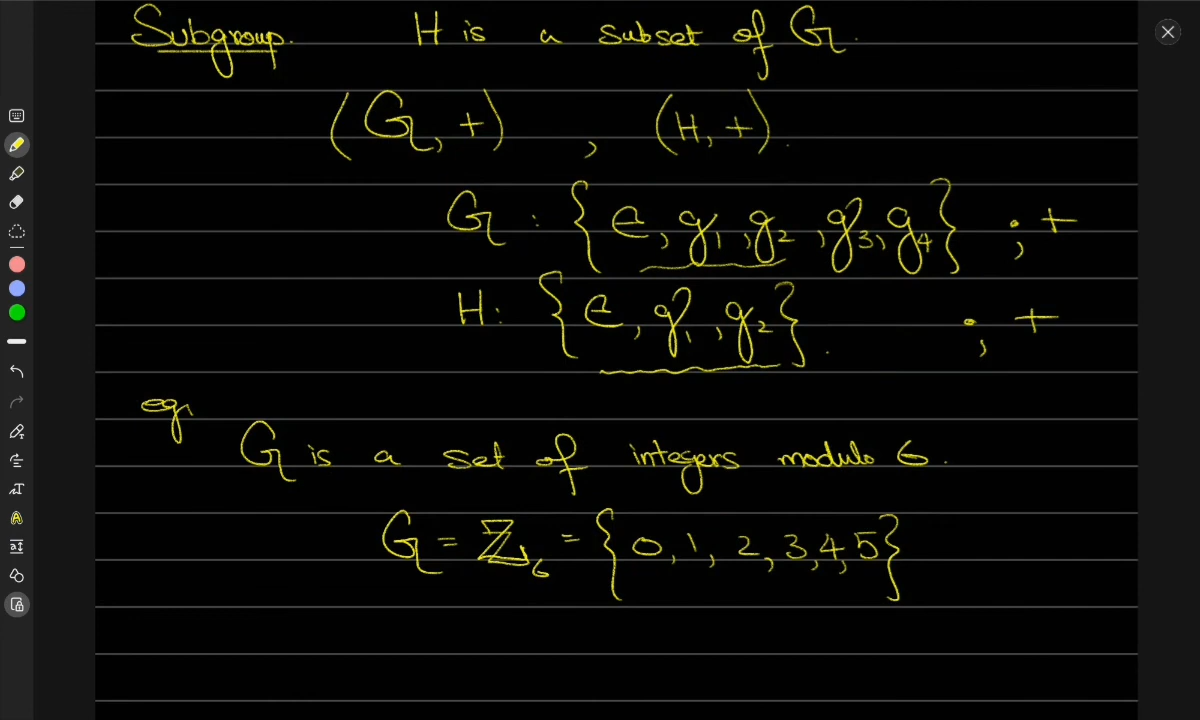 Subgroup. H is a subset of G.
(G, +) , (H, +).
G : {e, g₁, g₂, g₃, g₄} ; +
H : {e, g₁, g₂}. ; +
eg,
G is a set of integers modulo 6.
G = ℤ₆ = {0, 1, 2, 3, 4, 5}